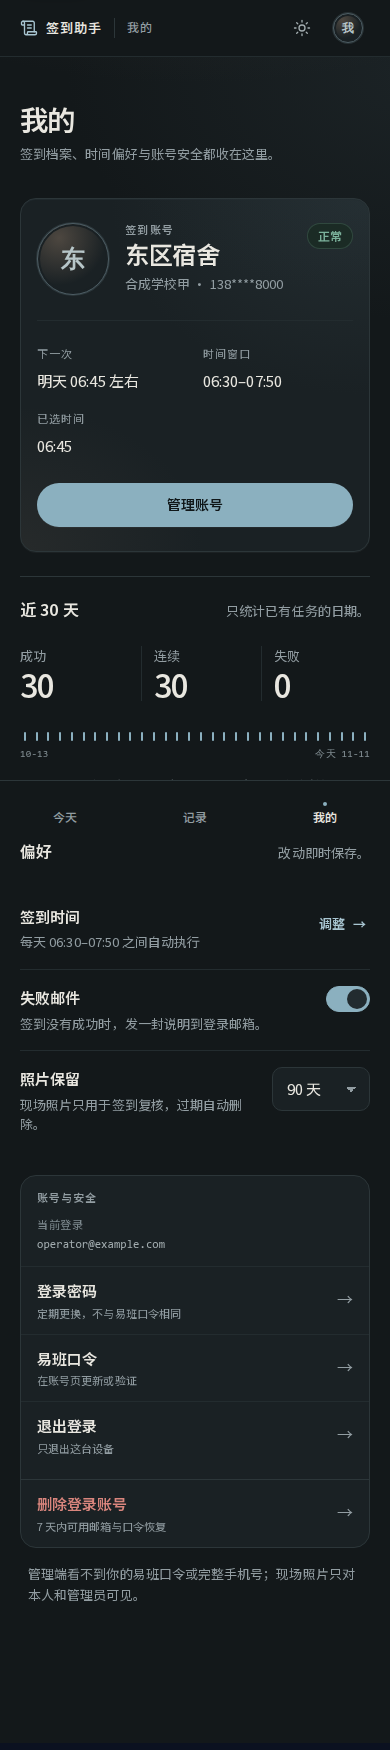 签到助手 我的 我
我的
签到档案、时间偏好与账号安全都收在这里。
东
签到账号
正常
东区宿舍
合成学校甲 · 138****8000
下一次 时间窗口
明天 06:45 左右 06:30–07:50
已选时间
06:45
管理账号
近 30 天 只统计已有任务的日期。
成功 连续 失败
30 30 0
10-13 今天 11-11
今天 记录 我的
偏好 改动即时保存。
签到时间 调整 →
每天 06:30–07:50 之间自动执行
失败邮件
签到没有成功时，发一封说明到登录邮箱。
照片保留 90 天
现场照片只用于签到复核，过期自动删
除。
账号与安全
当前登录
operator@example.com
登录密码 →
定期更换，不与易班口令相同
易班口令 →
在账号页更新或验证
退出登录 →
只退出这台设备
删除登录账号 →
7 天内可用邮箱与口令恢复
管理端看不到你的易班口令或完整手机号；现场照片只对
本人和管理员可见。